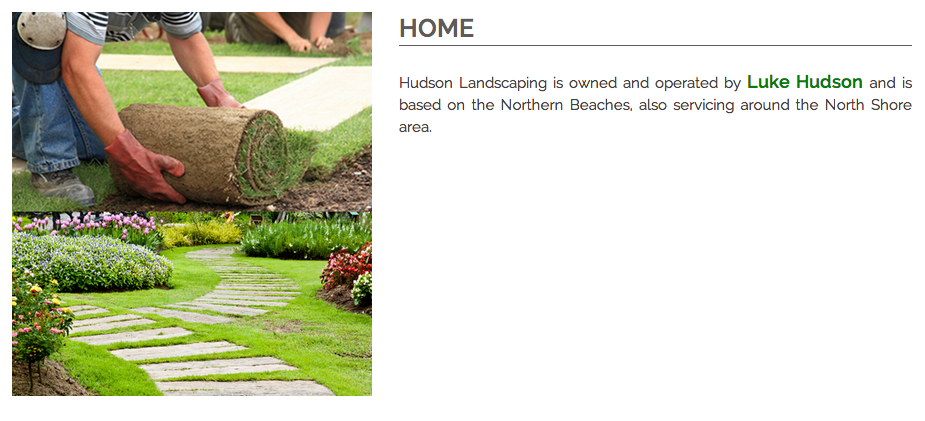 HOME
Hudson Landscaping is owned and operated by Luke Hudson and is
based on the Northern Beaches, also servicing around the North Shore
area.